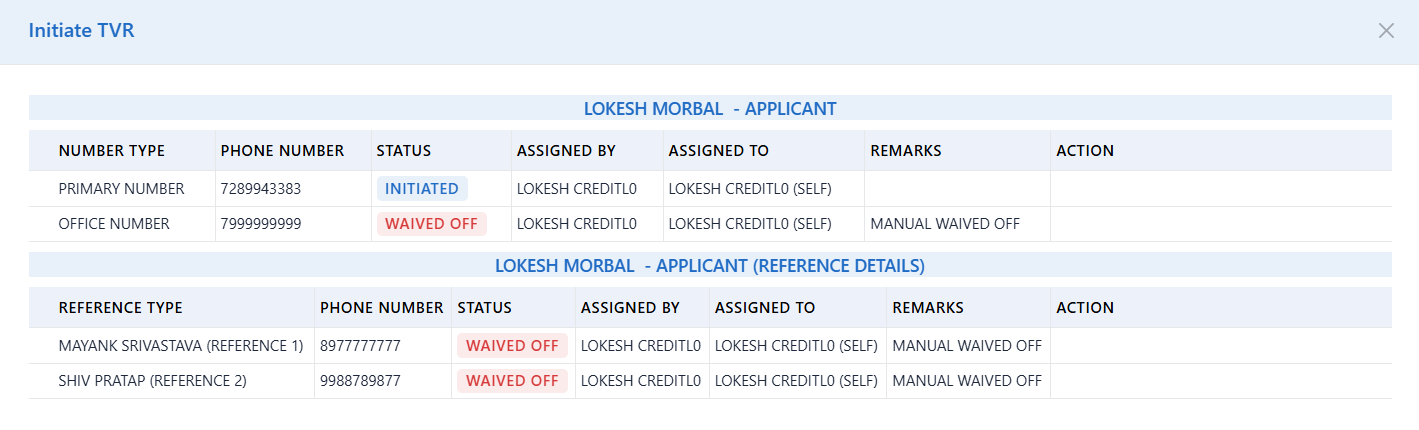 Initiate TVR
LOKESH MORBAL - APPLICANT
NUMBER TYPE PHONE NUMBER STATUS ASSIGNED BY ASSIGNED TO REMARKS ACTION
PRIMARY NUMBER 7289943383 INITIATED LOKESH CREDITL0 LOKESH CREDITL0 (SELF)
OFFICE NUMBER 7999999999 WAIVED OFF LOKESH CREDITL0 LOKESH CREDITL0 (SELF) MANUAL WAIVED OFF
LOKESH MORBAL - APPLICANT (REFERENCE DETAILS)
REFERENCE TYPE PHONE NUMBER STATUS ASSIGNED BY ASSIGNED TO REMARKS ACTION
MAYANK SRIVASTAVA (REFERENCE 1) 8977777777 WAIVED OFF LOKESH CREDITL0 LOKESH CREDITL0 (SELF) MANUAL WAIVED OFF
SHIV PRATAP (REFERENCE 2) 9988789877 WAIVED OFF LOKESH CREDITL0 LOKESH CREDITL0 (SELF) MANUAL WAIVED OFF